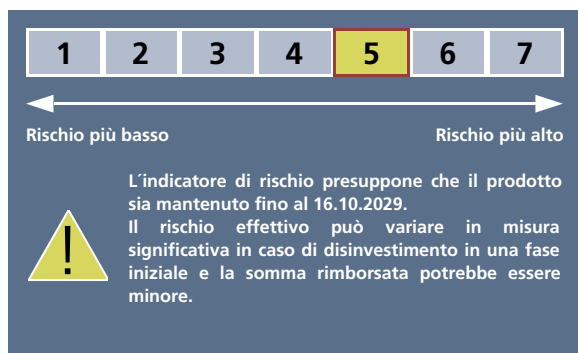 1 2 3 4 5 6 7
Rischio più basso Rischio più alto
L´indicatore di rischio presuppone che il prodotto
sia mantenuto fino al 16.10.2029.
Il rischio effettivo può variare in misura
significativa in caso di disinvestimento in una fase
iniziale e la somma rimborsata potrebbe essere
minore.
!